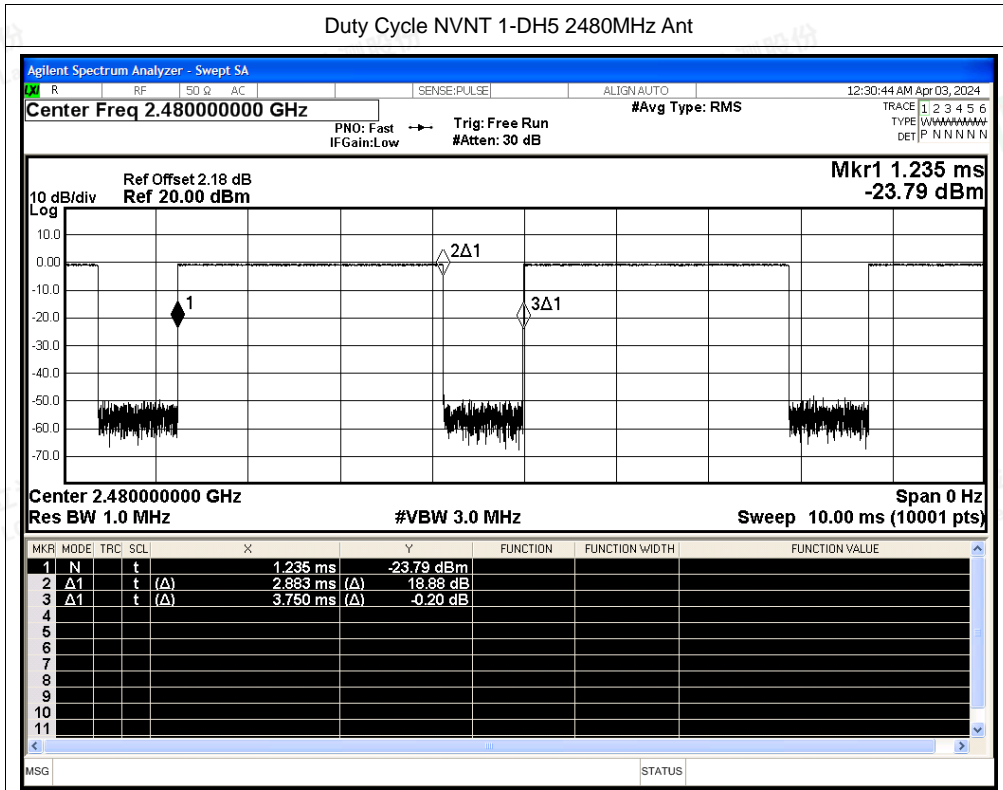 Duty Cycle NVNT 1-DH5 2480MHz Ant
Agilent Spectrum Analyzer - Swept SA
LXI R RF 50 Ω AC SENSE:PULSE ALIGN AUTO 12:30:44 AM Apr 03, 2024
Center Freq 2.480000000 GHz #Avg Type: RMS TRACE 1 2 3 4 5 6
PNO: Fast Trig: Free Run TYPE WWWWWW
IFGain:Low #Atten: 30 dB DET P N N N N N
Mkr1 1.235 ms
Ref Offset 2.18 dB
10 dB/div Ref 20.00 dBm -23.79 dBm
Log
10.0
2Δ1
0.00
-10.0
1 3Δ1
-20.0
-30.0
-40.0
-50.0
-60.0
-70.0
Center 2.480000000 GHz Span 0 Hz
Res BW 1.0 MHz #VBW 3.0 MHz Sweep 10.00 ms (10001 pts)
MKR MODE TRC SCL X Y FUNCTION FUNCTION WIDTH FUNCTION VALUE
1 N t 1.235 ms -23.79 dBm
2 Δ1 t (Δ) 2.883 ms (Δ) 18.88 dB
3 Δ1 t (Δ) 3.750 ms (Δ) -0.20 dB
4
5
6
7
8
9
10
11
MSG STATUS